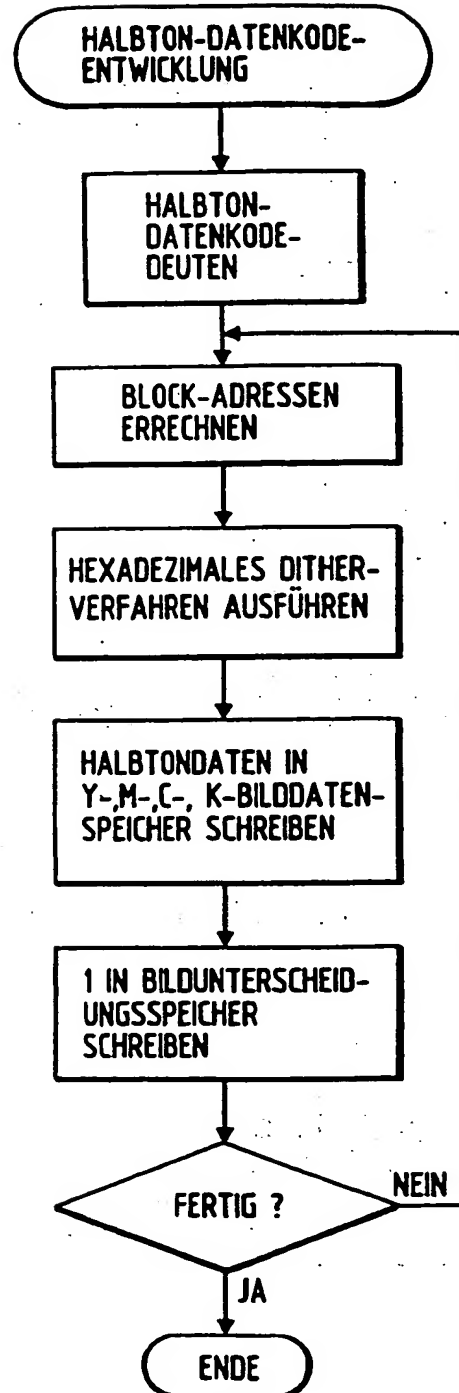 HALBTON-DATENKODE-
ENTWICKLUNG
HALBTON-
DATENKODE-
DEUTEN
BLOCK-ADRESSEN
ERRECHNEN
HEXADEZIMALES DITHER-
VERFAHREN AUSFÜHREN
HALBTONDATEN IN
Y-,M-,C-, K-BILDDATEN-
SPEICHER SCHREIBEN
1 IN BILDUNTERSCHEID-
UNGSSPEICHER
SCHREIBEN
FERTIG ?
NEIN
JA
ENDE